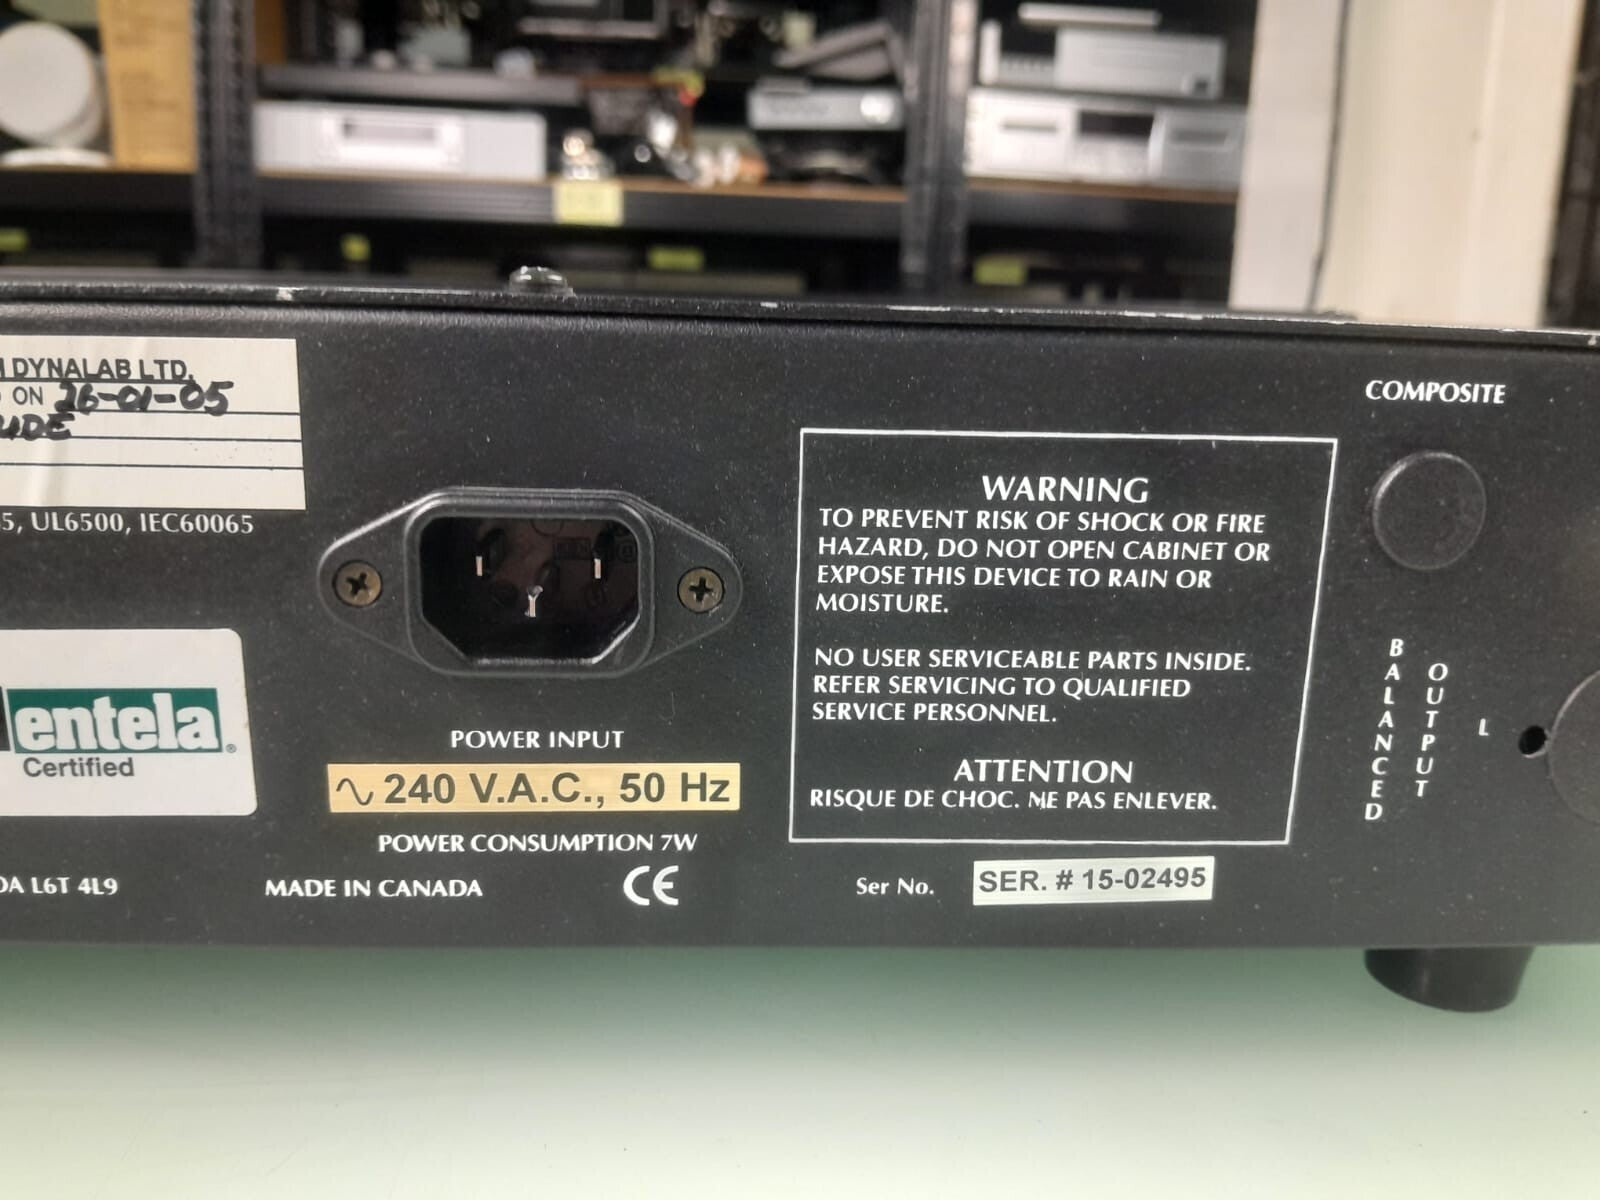 DYNALAB LTD.
ON 26-01-05
5, UL6500, IEC60065
entela®
Certified
L6T 4L9
POWER INPUT
∿ 240 V.A.C., 50 Hz
POWER CONSUMPTION 7W
MADE IN CANADA
CE
WARNING
TO PREVENT RISK OF SHOCK OR FIRE
HAZARD, DO NOT OPEN CABINET OR
EXPOSE THIS DEVICE TO RAIN OR
MOISTURE.
NO USER SERVICEABLE PARTS INSIDE.
REFER SERVICING TO QUALIFIED
SERVICE PERSONNEL.
ATTENTION
RISQUE DE CHOC. NE PAS ENLEVER.
Ser No.
SER. # 15-02495
COMPOSITE
BALANCED
OUTPUT
L